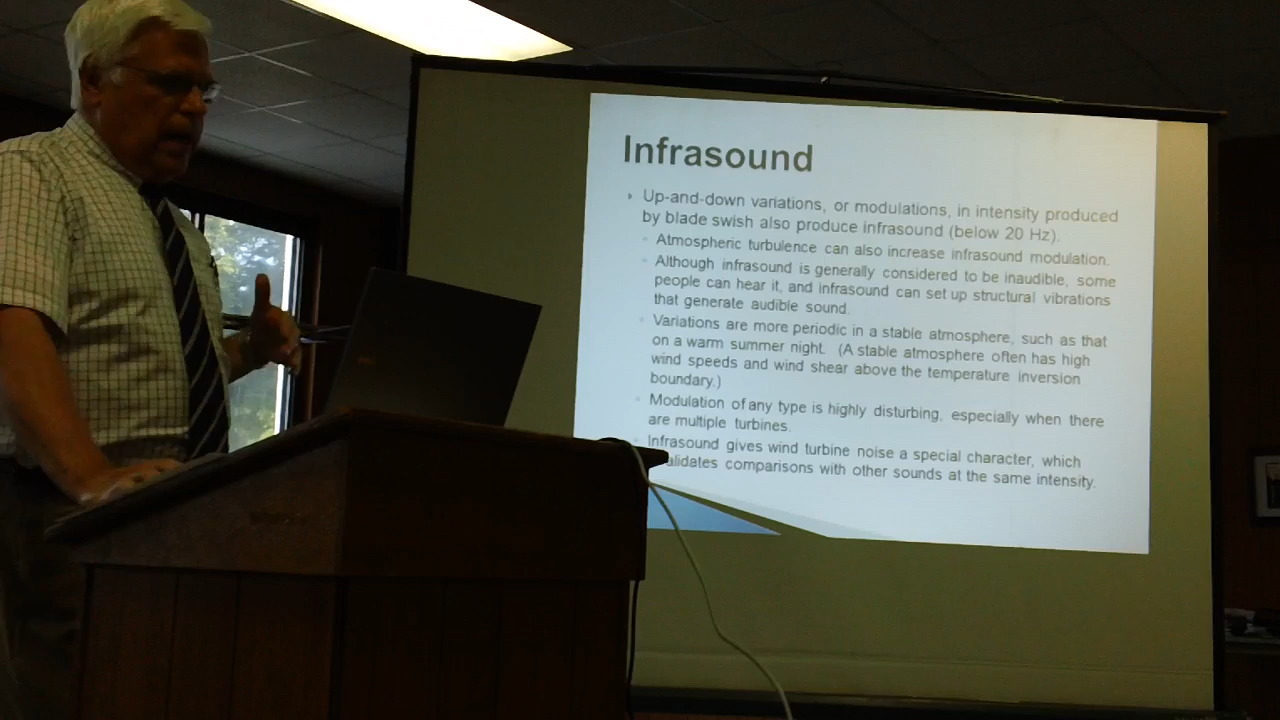 Infrasound
Up-and-down variations, or modulations, in intensity produced
by blade swish also produce infrasound (below 20 Hz).
Atmospheric turbulence can also increase infrasound modulation.
Although infrasound is generally considered to be inaudible, some
people can hear it, and infrasound can set up structural vibrations
that generate audible sound.
Variations are more periodic in a stable atmosphere, such as that
on a warm summer night. (A stable atmosphere often has high
wind speeds and wind shear above the temperature inversion
boundary.)
Modulation of any type is highly disturbing, especially when there
are multiple turbines.
Infrasound gives wind turbine noise a special character, which
alidates comparisons with other sounds at the same intensity.